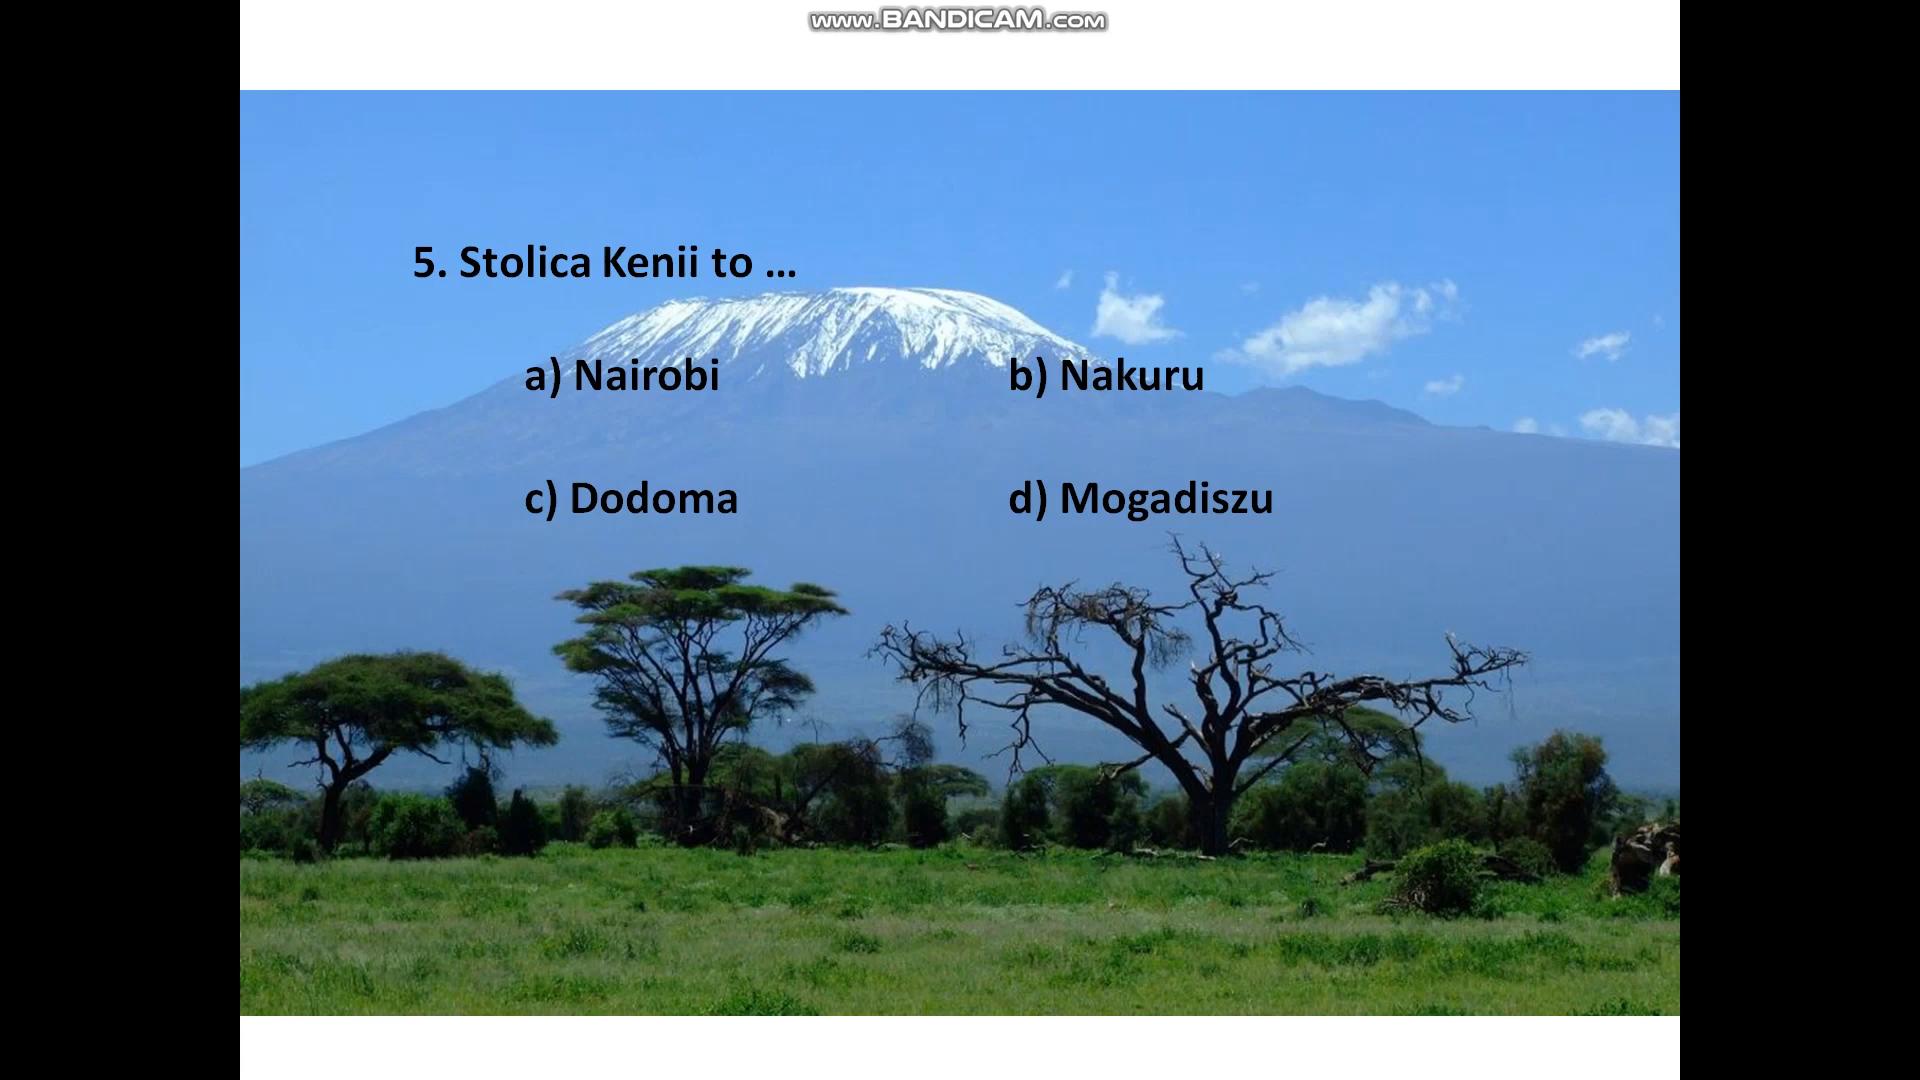 www.BANDICAM.com
5. Stolica Kenii to ...
a) Nairobi
b) Nakuru
c) Dodoma
d) Mogadiszu